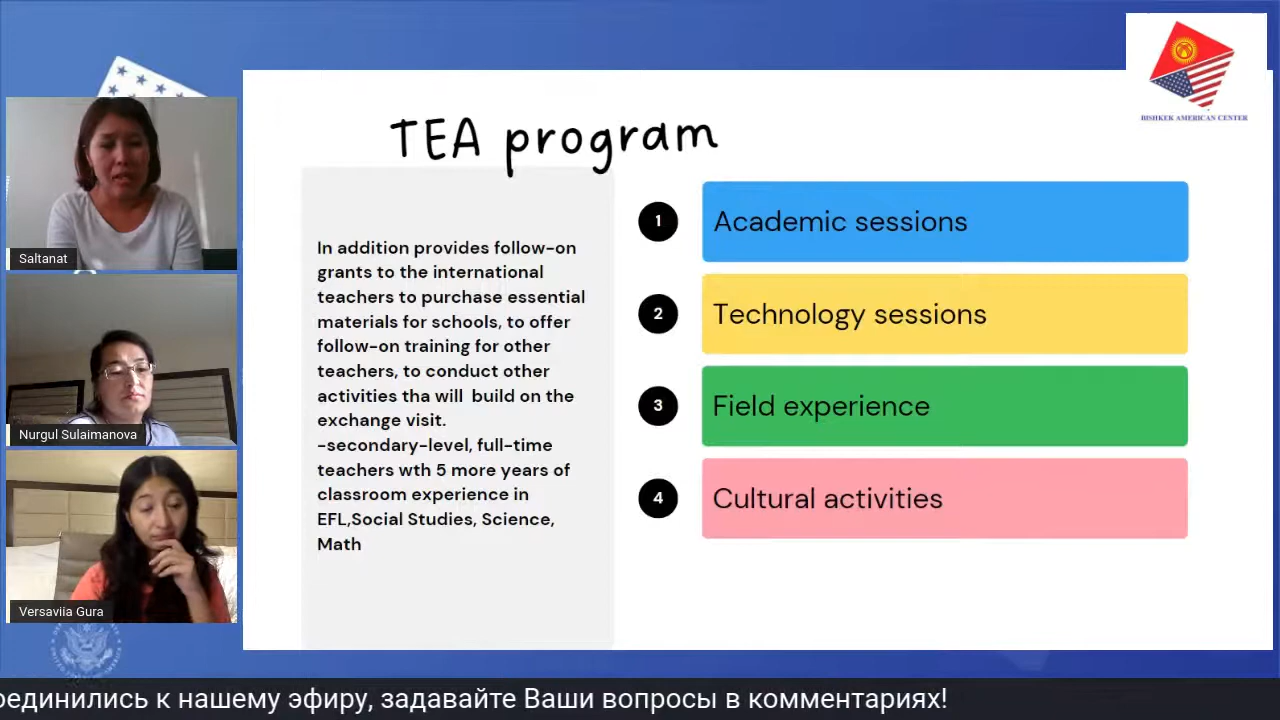 BISHKEK AMERICAN CENTER
TEA program
In addition provides follow-on
grants to the international
teachers to purchase essential
materials for schools, to offer
follow-on training for other
teachers, to conduct other
activities tha will build on the
exchange visit.
-secondary-level, full-time
teachers wth 5 more years of
classroom experience in
EFL,Social Studies, Science,
Math
1
Academic sessions
2
Technology sessions
3
Field experience
4
Cultural activities
Saltanat
Nurgul Sulaimanova
Versaviia Gura
оединились к нашему эфиру, задавайте Ваши вопросы в комментариях!